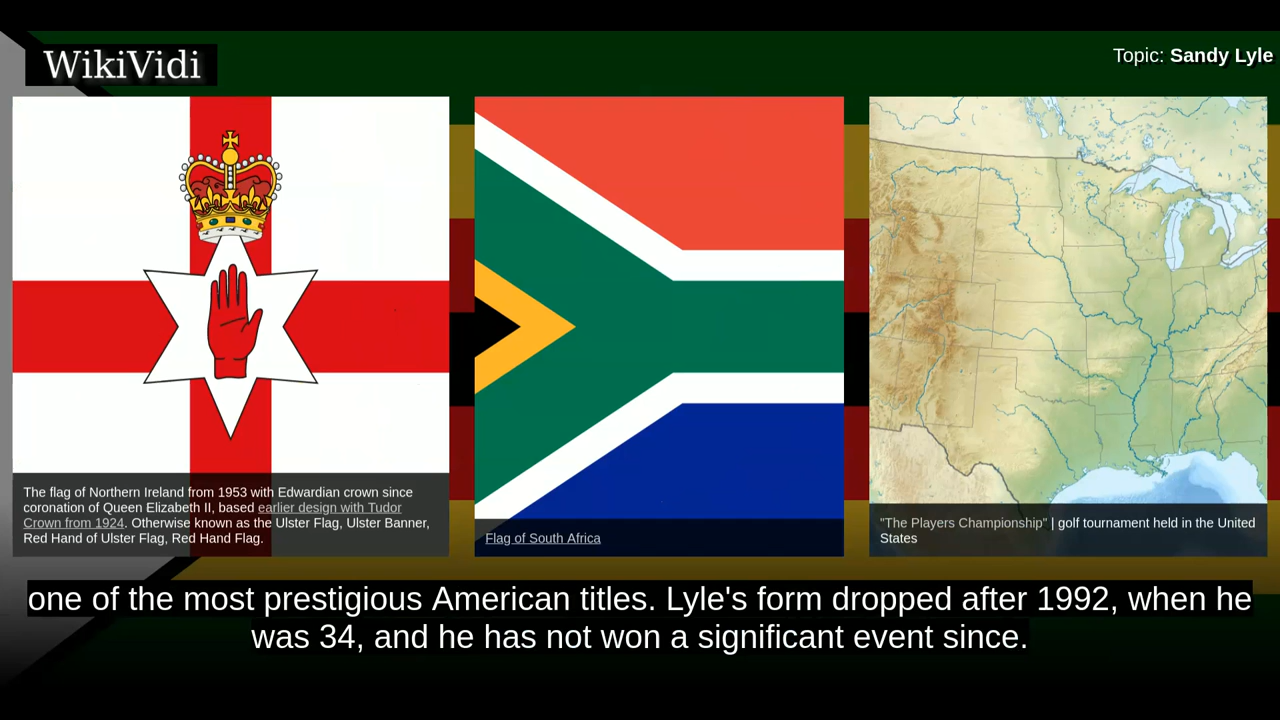 WikiVidi
Topic: Sandy Lyle
The flag of Northern Ireland from 1953 with Edwardian crown since
coronation of Queen Elizabeth II, based earlier design with Tudor
Crown from 1924. Otherwise known as the Ulster Flag, Ulster Banner,
Red Hand of Ulster Flag, Red Hand Flag.
Flag of South Africa
"The Players Championship" | golf tournament held in the United
States
one of the most prestigious American titles. Lyle's form dropped after 1992, when he
was 34, and he has not won a significant event since.